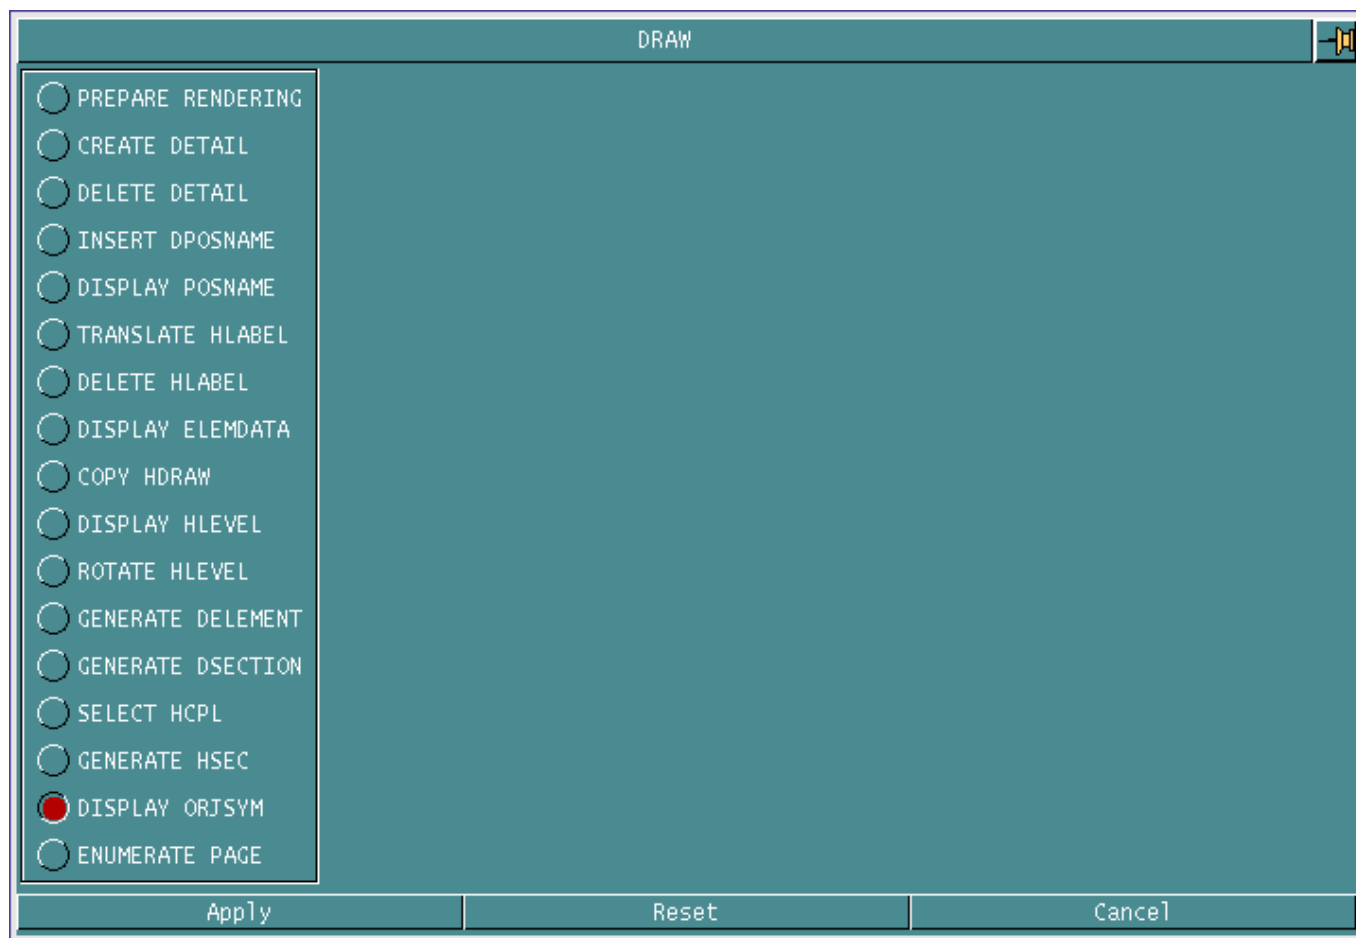 DRAW
PREPARE RENDERING
CREATE DETAIL
DELETE DETAIL
INSERT DPOSNAME
DISPLAY POSNAME
TRANSLATE HLABEL
DELETE HLABEL
DISPLAY ELEMDATA
COPY HDRAW
DISPLAY HLEVEL
ROTATE HLEVEL
GENERATE DELEMENT
GENERATE DSECTION
SELECT HCPL
GENERATE HSEC
DISPLAY ORISYM
ENUMERATE PAGE
Apply
Reset
Cancel